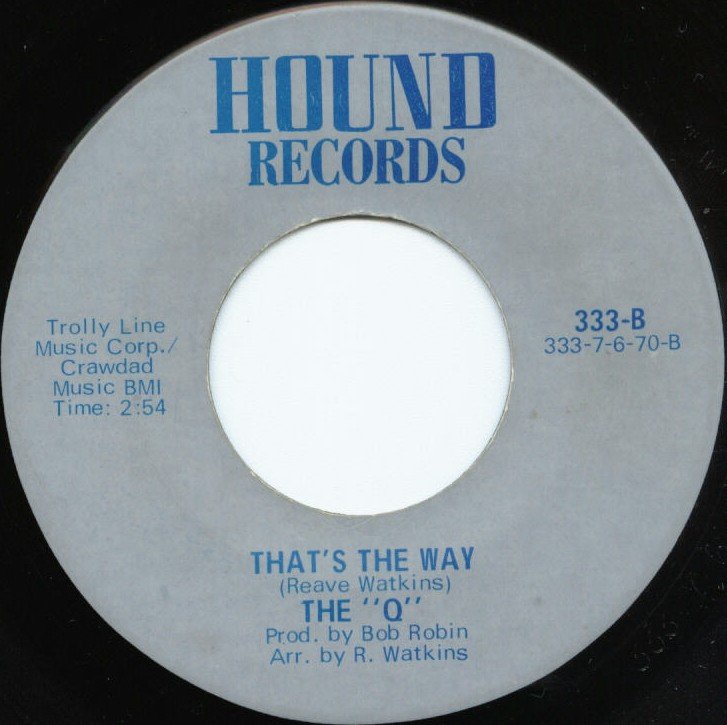 HOUND
RECORDS
Trolly Line
Music Corp./
Crawdad
Music BMI
Time: 2:54
333-B
333-7-6-70-B
THAT'S THE WAY
(Reave Watkins)
THE "Q"
Prod. by Bob Robin
Arr. by R. Watkins